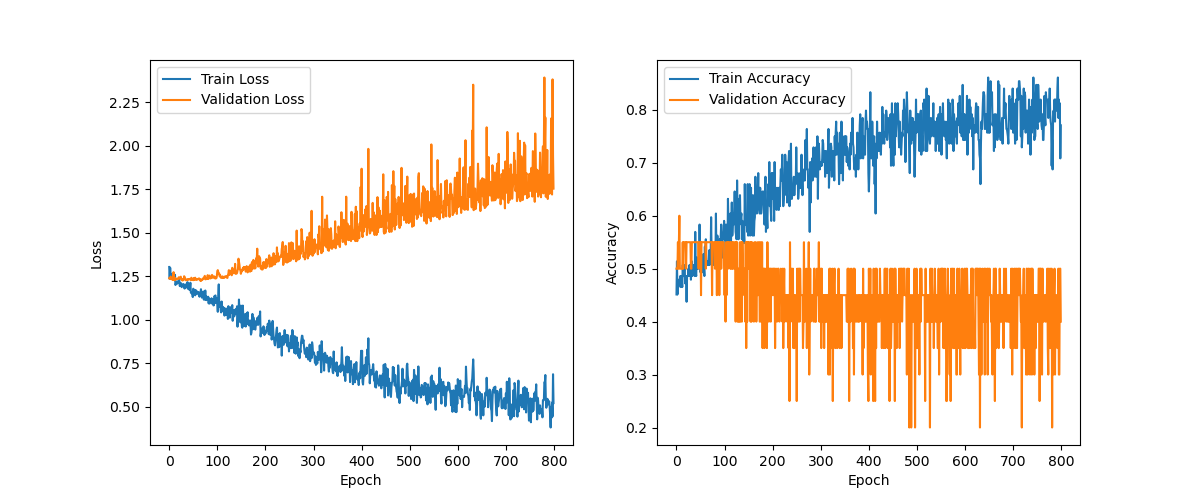 Train Loss
Validation Loss
2.25
2.00
1.75
1.50
1.25
1.00
0.75
0.50
Loss
0 100 200 300 400 500 600 700 800
Epoch
Train Accuracy
Validation Accuracy
0.8
0.7
0.6
0.5
0.4
0.3
0.2
Accuracy
0 100 200 300 400 500 600 700 800
Epoch